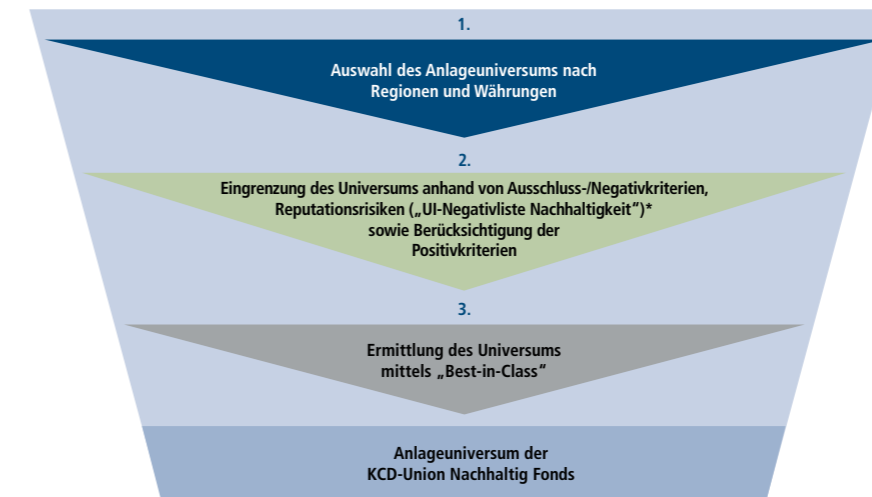 1.
Auswahl des Anlageuniversums nach
Regionen und Währungen
2.
Eingrenzung des Universums anhand von Ausschluss-/Negativkriterien,
Reputationsrisiken („UI-Negativliste Nachhaltigkeit“)*
sowie Berücksichtigung der
Positivkriterien
3.
Ermittlung des Universums
mittels „Best-in-Class“
Anlageuniversum der
KCD-Union Nachhaltig Fonds